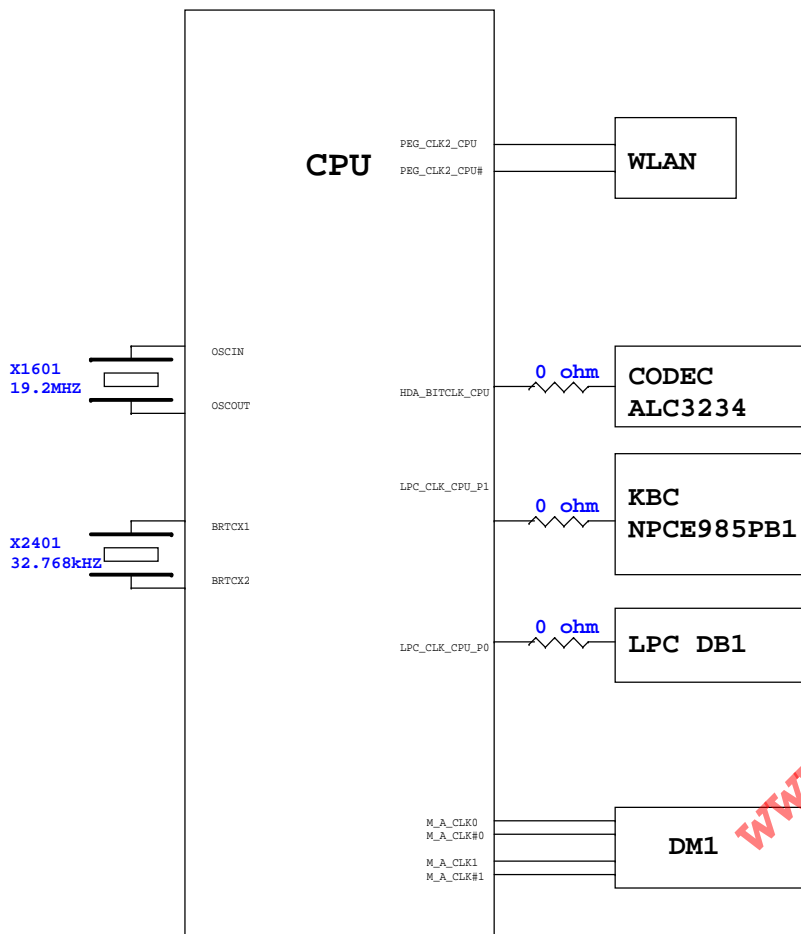 CPU
PEG_CLK2_CPU
PEG_CLK2_CPU#
WLAN
X1601
19.2MHZ
OSCIN
OSCOUT
HDA_BITCLK_CPU
0 ohm
CODEC
ALC3234
LPC_CLK_CPU_P1
0 ohm
KBC
NPCE985PB1
X2401
32.768kHZ
BRTCX1
BRTCX2
LPC_CLK_CPU_P0
0 ohm
LPC DB1
M_A_CLK0
M_A_CLK#0
M_A_CLK1
M_A_CLK#1
DM1